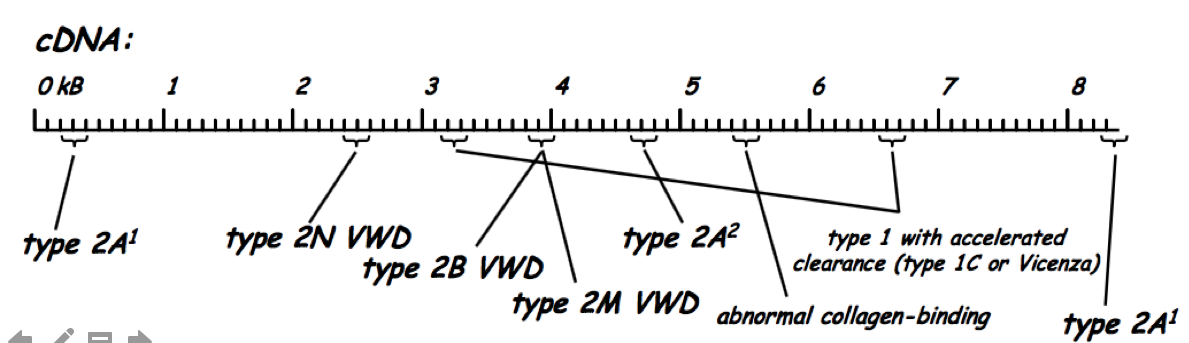 cDNA:
0 kB 1 2 3 4 5 6 7 8
type 2A¹
type 2N VWD
type 2B VWD
type 2M VWD
type 2A²
abnormal collagen-binding
type 1 with accelerated
clearance (type 1C or Vicenza)
type 2A¹